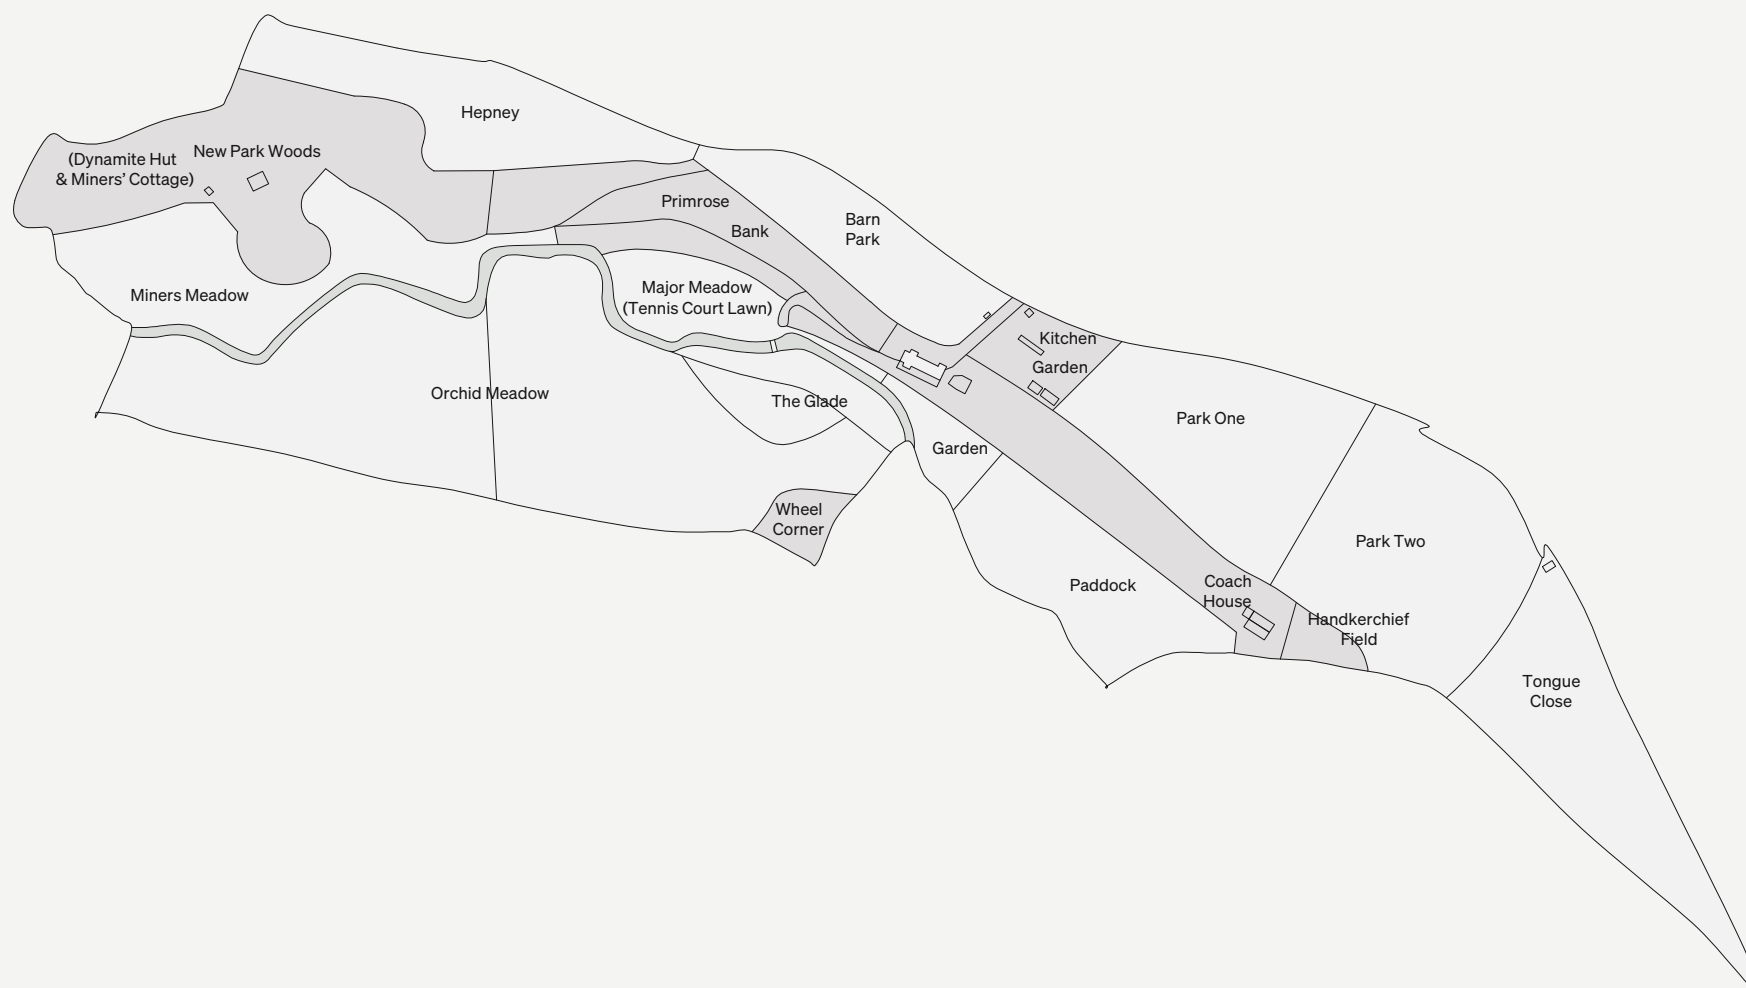 Hepney
(Dynamite Hut
& Miners’ Cottage)
New Park Woods
Primrose
Bank
Barn
Park
Miners Meadow
Major Meadow
(Tennis Court Lawn)
Kitchen
Garden
Orchid Meadow
The Glade
Park One
Garden
Wheel
Corner
Park Two
Paddock
Coach
House
Handkerchief
Field
Tongue
Close